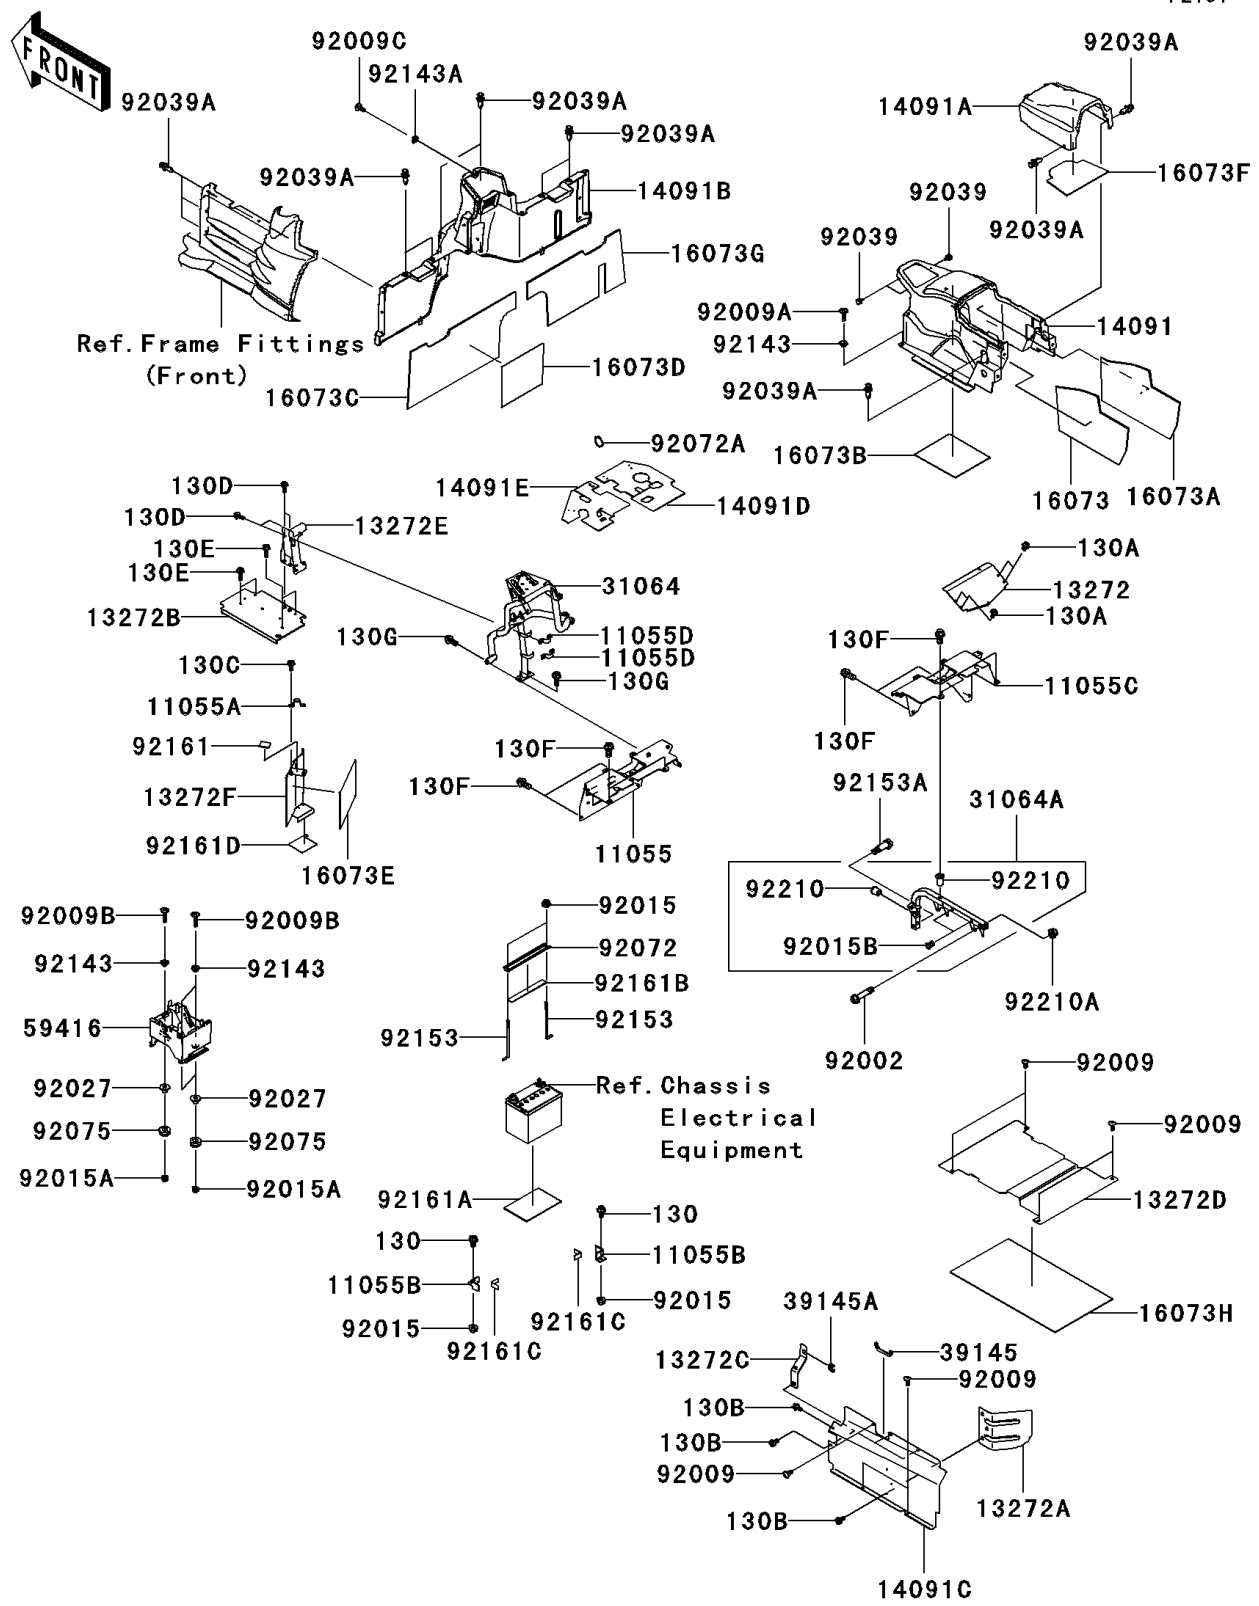 FRONT
92009C
92143A
92039A
92039A
92039A
92039A
14091B
16073G
Ref.Frame Fittings
(Front)
16073D
16073C
92039A
14091A
16073F
92039A
92039
92039
92009A
92143
14091
92039A
16073B
16073
16073A
92072A
14091E
14091D
130D
130D
13272E
130E
130E
13272B
31064
11055D
11055D
130G
130G
130A
13272
130A
130F
11055C
130F
130C
11055A
92161
13272F
92161D
16073E
130F
130F
11055
92153A
31064A
92210
92210
92015B
92210A
92002
92009B
92009B
92143
92143
59416
92027
92027
92075
92075
92015A
92015A
92015
92072
92161B
92153
92153
Ref.Chassis
Electrical
Equipment
92161A
130
130
11055B
11055B
92015
92015
92161C
92161C
92009
92009
13272D
16073H
39145A
39145
13272C
92009
130B
130B
92009
130B
13272A
14091C